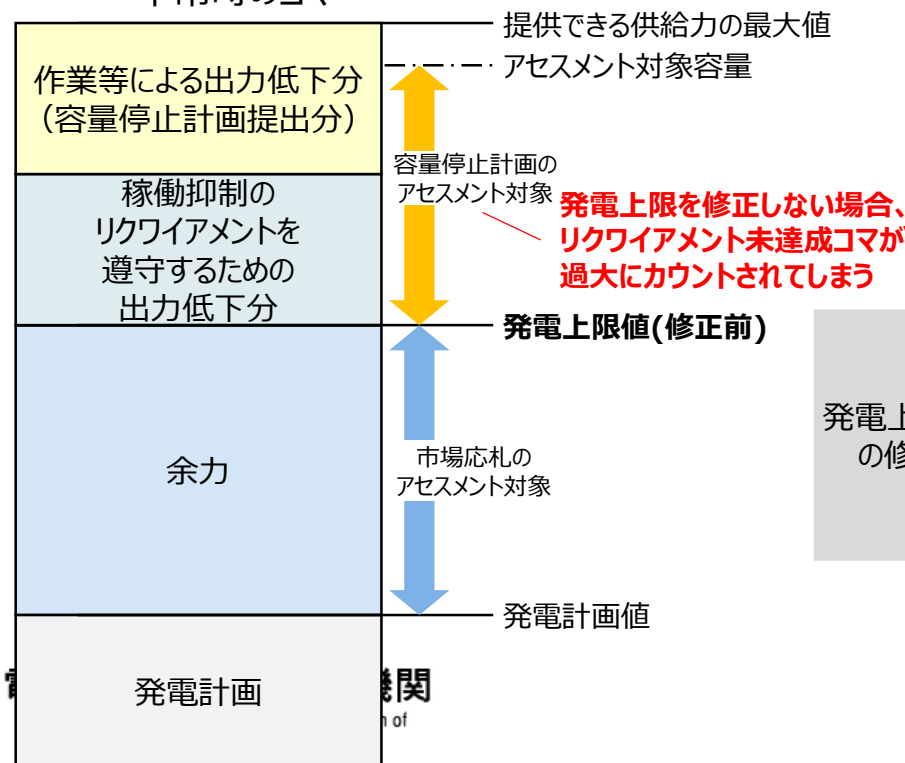 提供できる供給力の最大値
アセスメント対象容量
作業等による出力低下分
(容量停止計画提出分)
容量停止計画の
アセスメント対象
稼働抑制の
リクワイアメントを
遵守するための
出力低下分
発電上限を修正しない場合、
リクワイアメント未達成コマが
過大にカウントされてしまう
発電上限値(修正前)
発電上
の修
余力
市場応札の
アセスメント対象
発電計画値
発電計画
機関
of